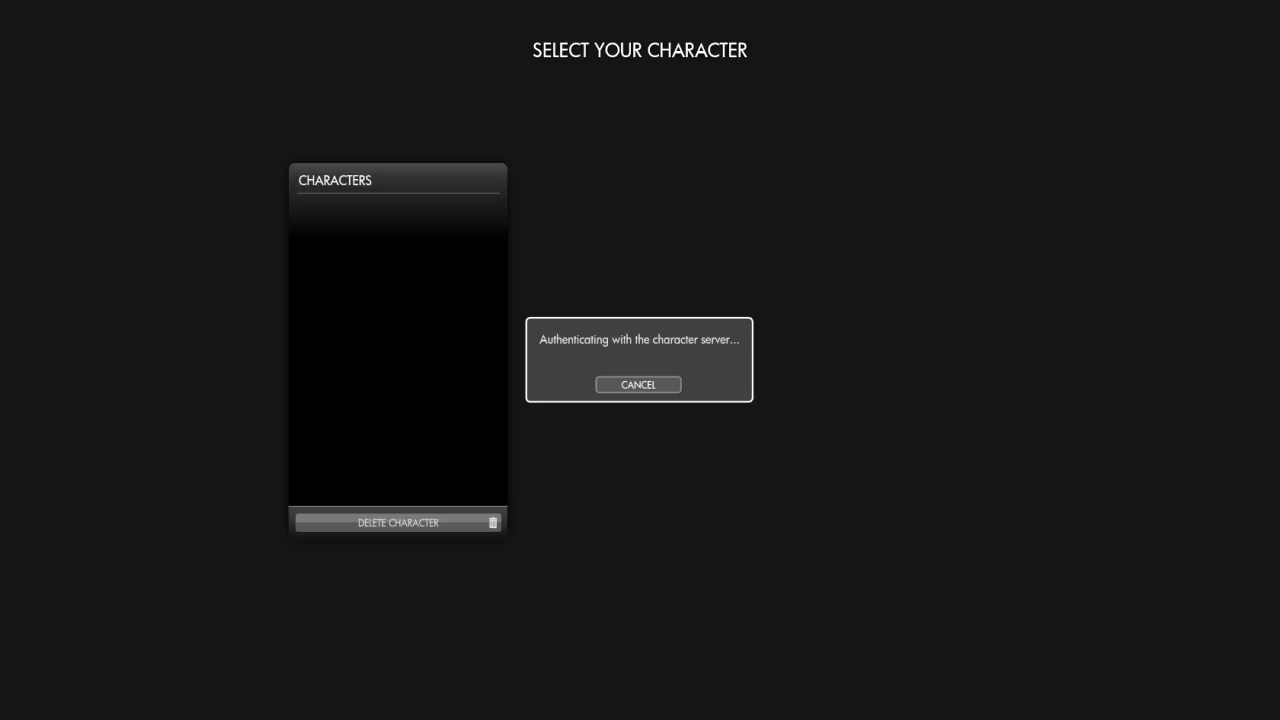 SELECT YOUR CHARACTER
CHARACTERS
Authenticating with the character server...
CANCEL
DELETE CHARACTER